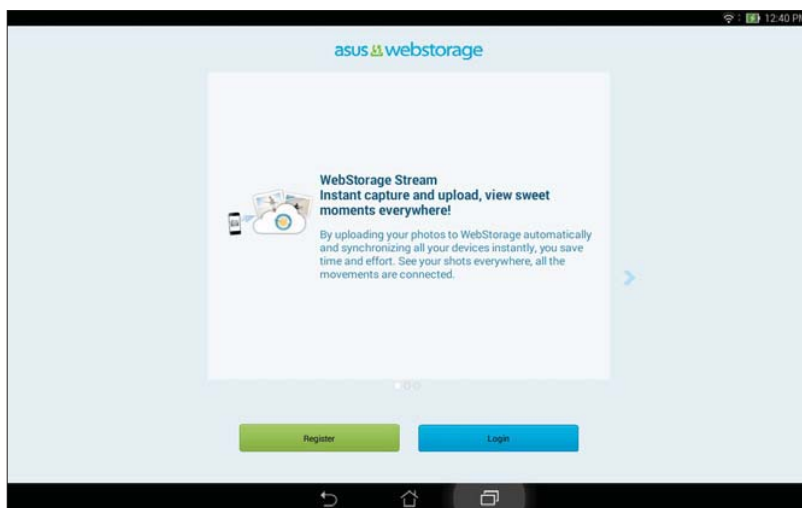 12:40 PM
asus webstorage
WebStorage Stream
Instant capture and upload, view sweet
moments everywhere!
By uploading your photos to WebStorage automatically
and synchronizing all your devices instantly, you save
time and effort. See your shots everywhere, all the
movements are connected.
Register
Login